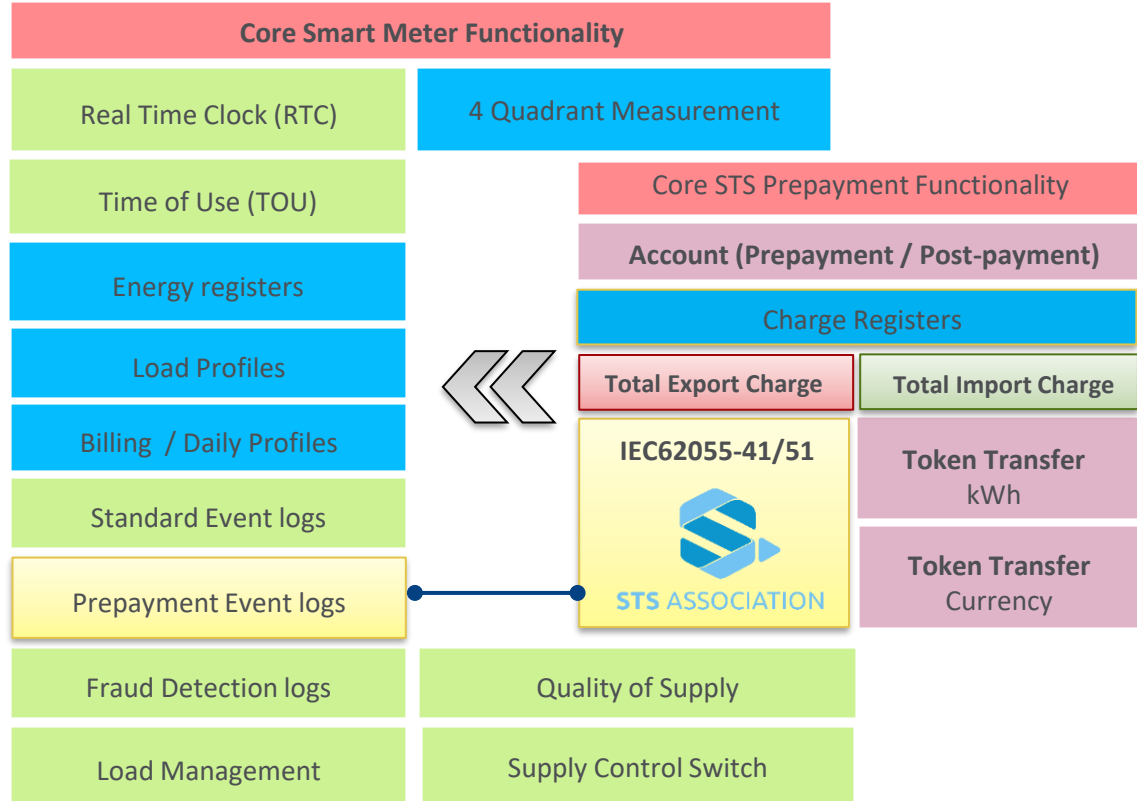 Core Smart Meter Functionality
Real Time Clock (RTC)
4 Quadrant Measurement
Time of Use (TOU)
Core STS Prepayment Functionality
Account (Prepayment / Post-payment)
Energy registers
Charge Registers
Load Profiles
Total Export Charge
Total Import Charge
Billing / Daily Profiles
IEC62055-41/51
Token Transfer
kWh
Standard Event logs
Prepayment Event logs
STS ASSOCIATION
Token Transfer
Currency
Fraud Detection logs
Quality of Supply
Load Management
Supply Control Switch